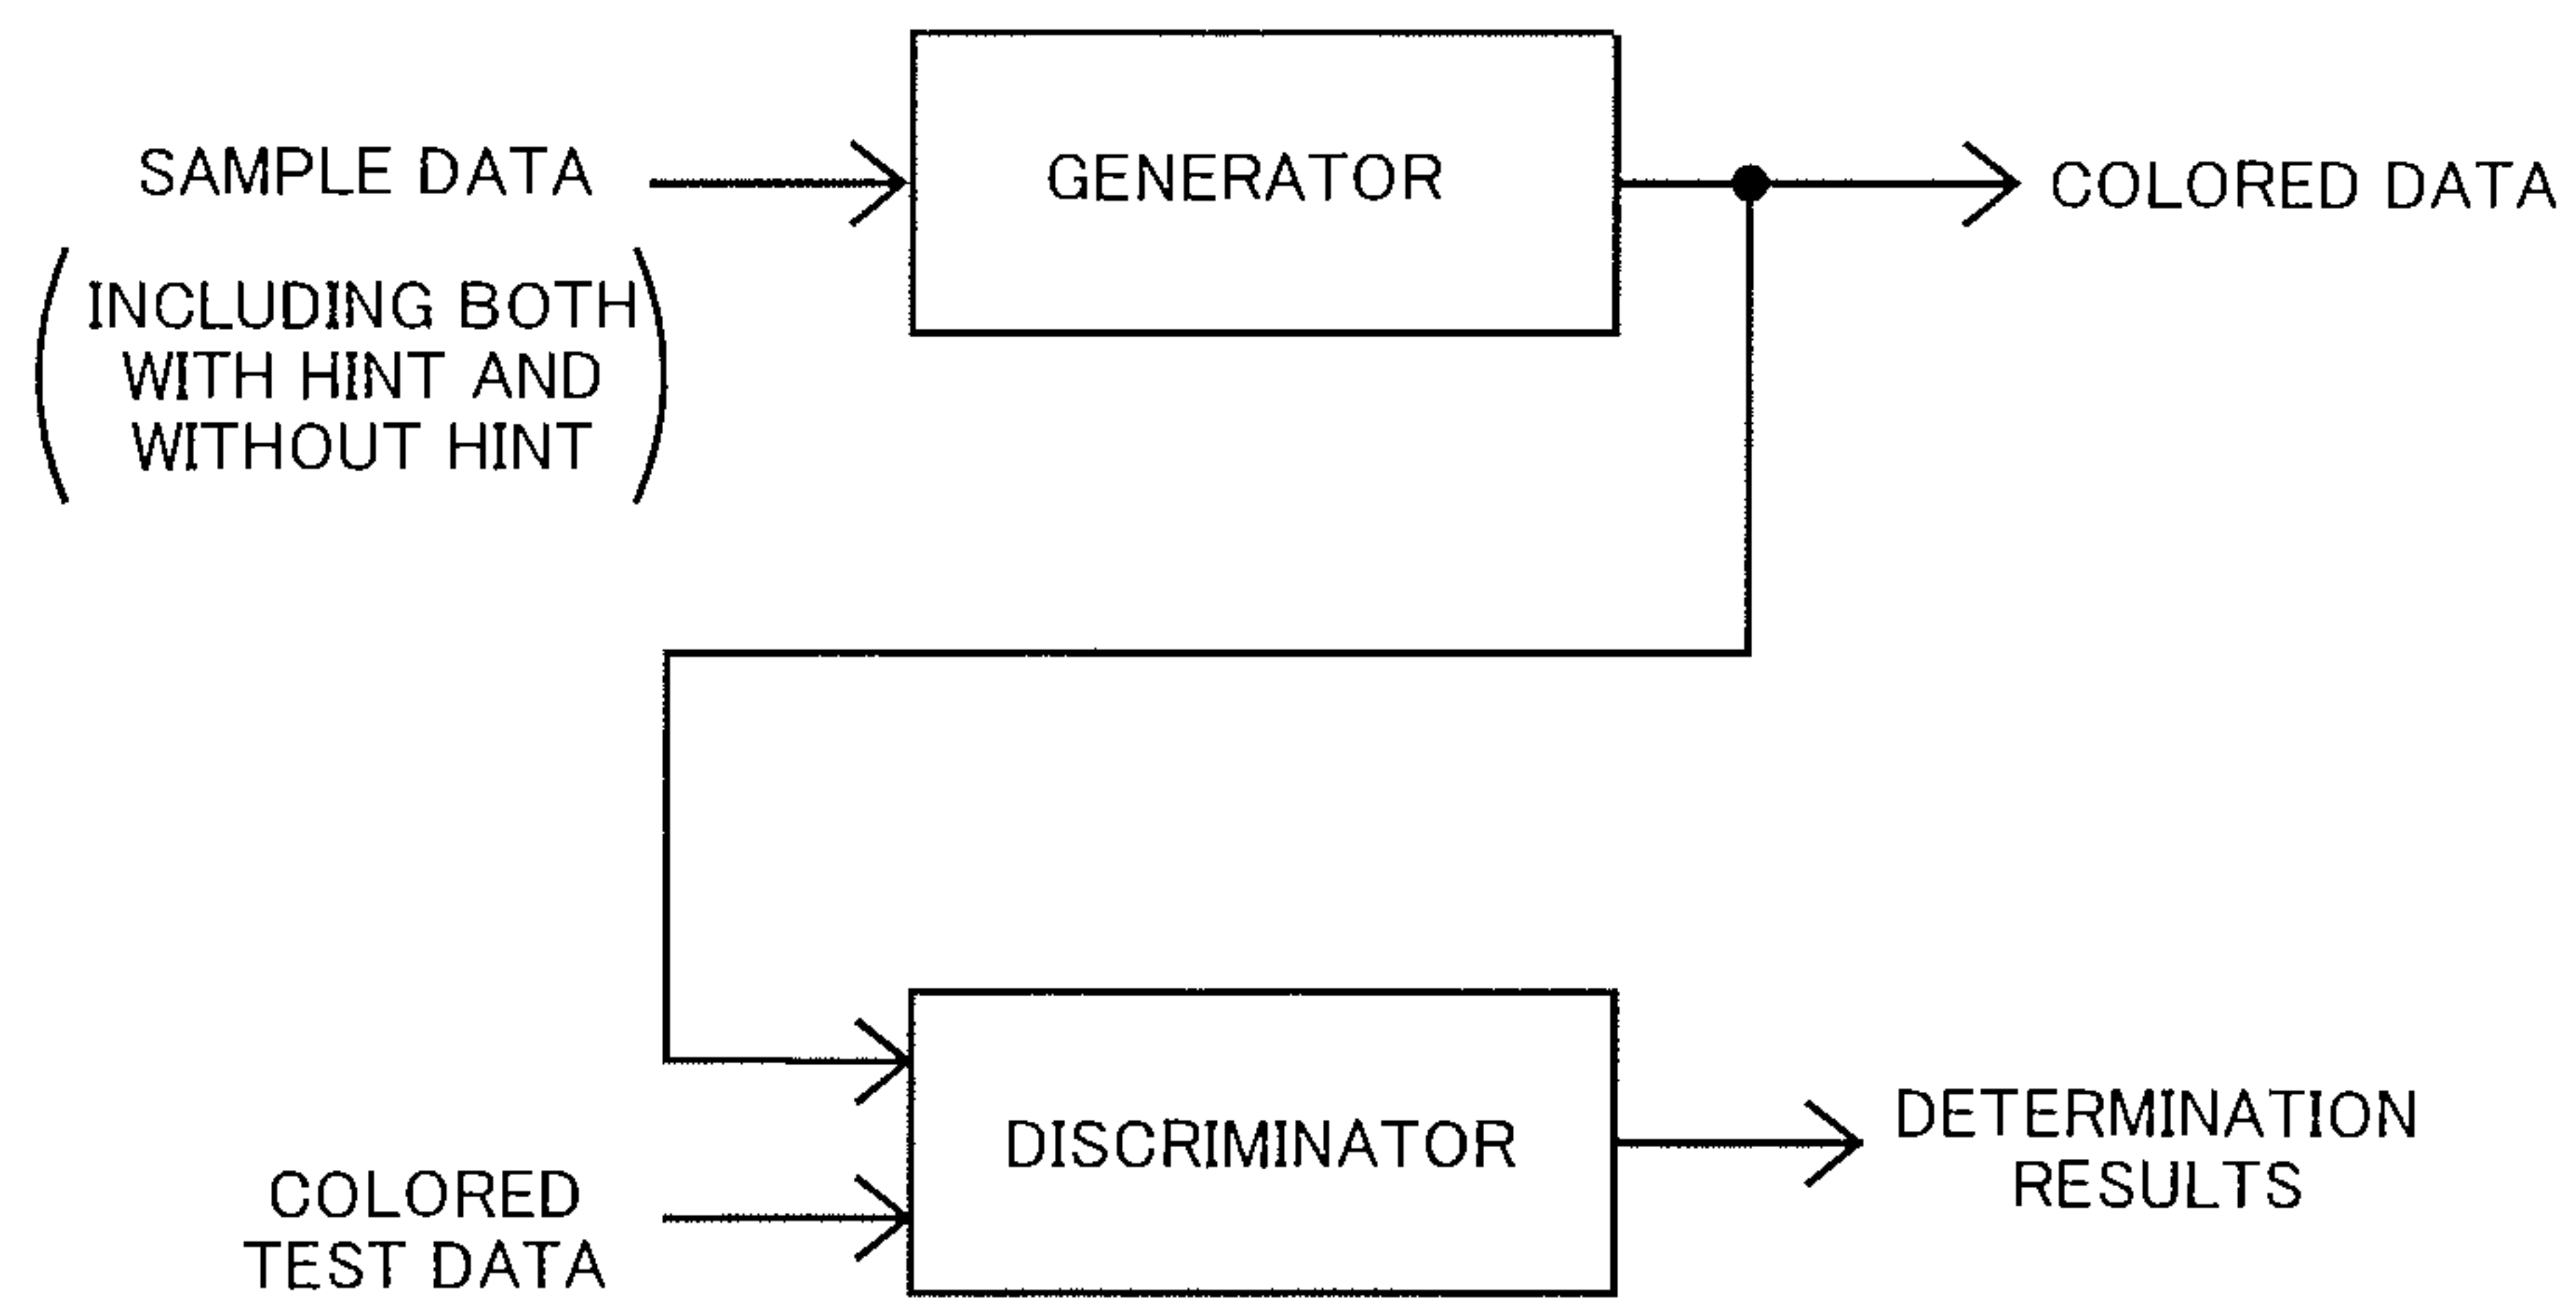 SAMPLE DATA
INCLUDING BOTH
WITH HINT AND
WITHOUT HINT
GENERATOR
COLORED DATA
COLORED
TEST DATA
DISCRIMINATOR
DETERMINATION
RESULTS